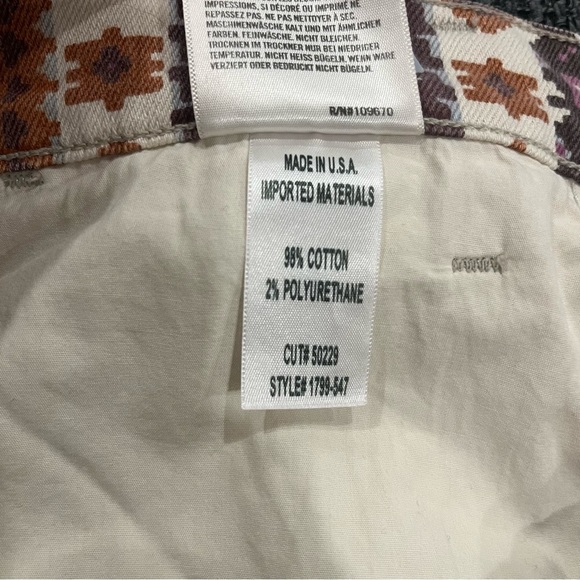 IMPRESSIONS, SI DÉCORÉ OU IMPRIMÉ NE
REPASSEZ PAS. NE PAS NETTOYER À SEC.
MASCHINENWÄSCHE KALT UND MIT ÄHNLICHEN
FARBEN. FEINWÄSCHE. NICHT BLEICHEN.
TROCKNEN IM TROCKNER NUR BEI NIEDRIGER
TEMPERATUR. NICHT HEISS BÜGELN. WENN WARE
VERZIERT ODER BEDRUCKT NICHT BÜGELN.
R/N#109670
MADE IN U.S.A.
IMPORTED MATERIALS
98% COTTON
2% POLYURETHANE
CUT# 50229
STYLE# 1799-547